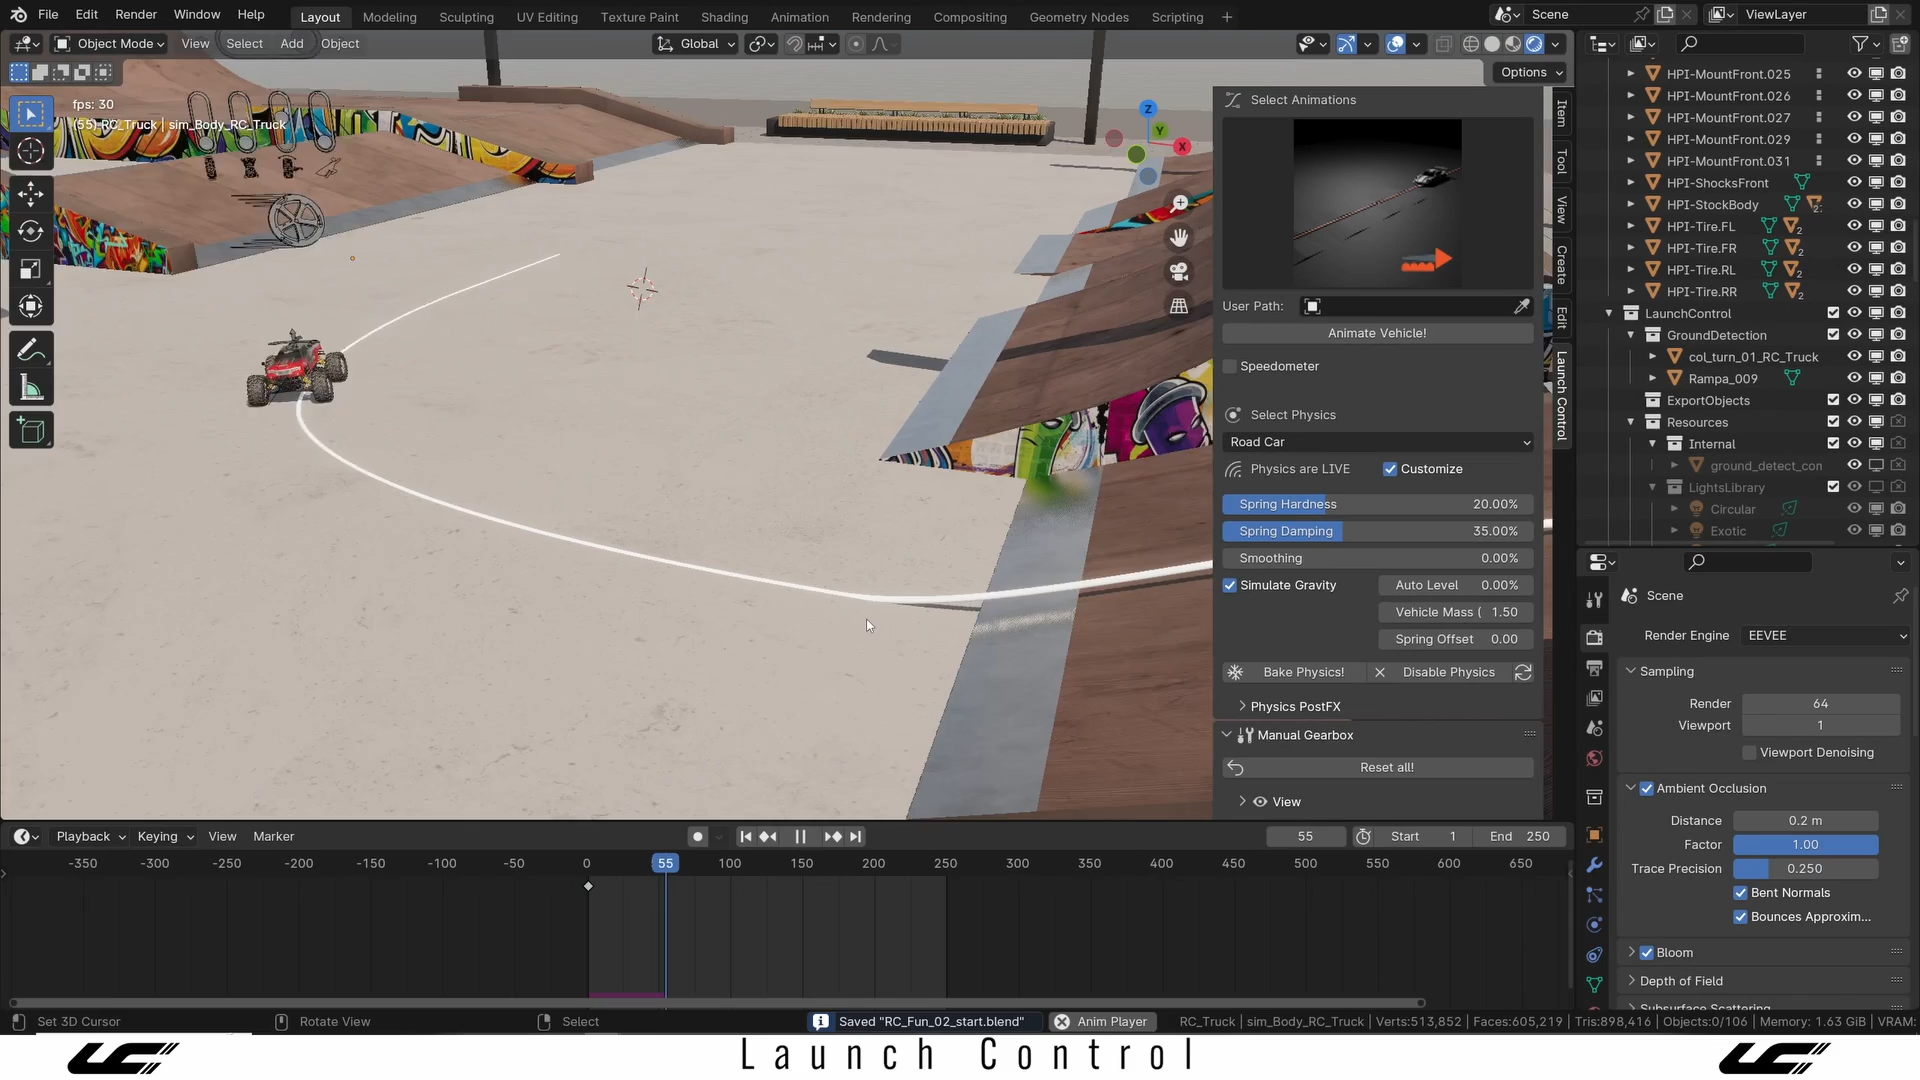 File Edit Render Window Help
Layout Modeling Sculpting UV Editing Texture Paint Shading Animation Rendering Compositing Geometry Nodes Scripting +
Scene
ViewLayer
Object Mode View Select Add Object
Global
Options
fps: 30
(55) RC_Truck | sim_Body_RC_Truck
Z
Y
X
Select Animations
User Path:
Animate Vehicle!
Speedometer
Select Physics
Road Car
Physics are LIVE Customize
Spring Hardness 20.00%
Spring Damping 35.00%
Smoothing 0.00%
Simulate Gravity Auto Level 0.00%
Vehicle Mass ( 1.50
Spring Offset 0.00
Bake Physics! Disable Physics
Physics PostFX
Manual Gearbox
Reset all!
View
Item
Tool
View
Create
Edit
Launch Control
HPI-MountFront.025
HPI-MountFront.026
HPI-MountFront.027
HPI-MountFront.029
HPI-MountFront.031
HPI-ShocksFront
HPI-StockBody
HPI-Tire.FL 2
HPI-Tire.FR 2
HPI-Tire.RL 2
HPI-Tire.RR 2
LaunchControl
GroundDetection
col_turn_01_RC_Truck
Rampa_009
ExportObjects
Resources
Internal
ground_detect_con
LightsLibrary
Circular
Exotic
Scene
Render Engine EEVEE
Sampling
Render 64
Viewport 1
Viewport Denoising
Ambient Occlusion
Distance 0.2 m
Factor 1.00
Trace Precision 0.250
Bent Normals
Bounces Approxim...
Bloom
Depth of Field
Subsurface Scattering
Playback Keying View Marker
55 Start 1 End 250
-350 -300 -250 -200 -150 -100 -50 0 55 100 150 200 250 300 350 400 450 500 550 600 650
Set 3D Cursor Rotate View Select
Saved "RC_Fun_02_start.blend" Anim Player
RC_Truck | sim_Body_RC_Truck | Verts:513,852 | Faces:605,219 | Tris:898,416 | Objects:0/106 | Memory: 1.63 GiB | VRAM:
Launch Control